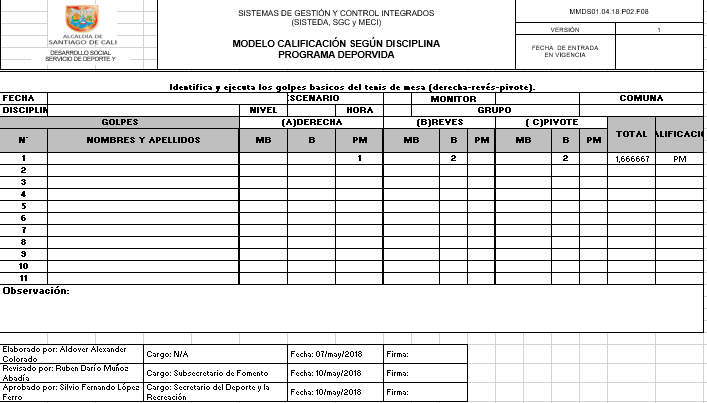 ALCALDIA DE
SANTIAGO DE CALI
DESARROLLO SOCIAL
SERVICIO DE DEPORTE Y
SISTEMAS DE GESTIÓN Y CONTROL INTEGRADOS
(SISTEDA, SGC y MECI)
MODELO CALIFICACIÓN SEGÚN DISCIPLINA
PROGRAMA DEPORVIDA
MMDS01.04.18.P02.F08
VERSIÓN 1
FECHA DE ENTRADA
EN VIGENCIA
Identifica y ejecuta los golpes basicos del tenis de mesa (derecha-revés-pivote).
FECHA SCENARIO MONITOR COMUNA
DISCIPLIN NIVEL HORA GRUPO
GOLPES (A)DERECHA (B)REVES ( C)PIVOTE TOTAL ALIFICACIO
N° NOMBRES Y APELLIDOS MB B PM MB B PM MB B PM
1 1 2 2 1,666667 PM
2
3
4
5
6
7
8
9
10
11
Observación:
Elaborado por: Aldover Alexander
Colorado
Cargo: N/A Fecha: 07/may/2018 Firma:
Revisado por: Ruben Darío Muñoz
Abadía
Cargo: Subsecretario de Fomento Fecha: 10/may/2018 Firma:
Aprobado por: Silvio Fernando López
Ferro
Cargo: Secretario del Deporte y la
Recreación
Fecha: 10/may/2018 Firma: